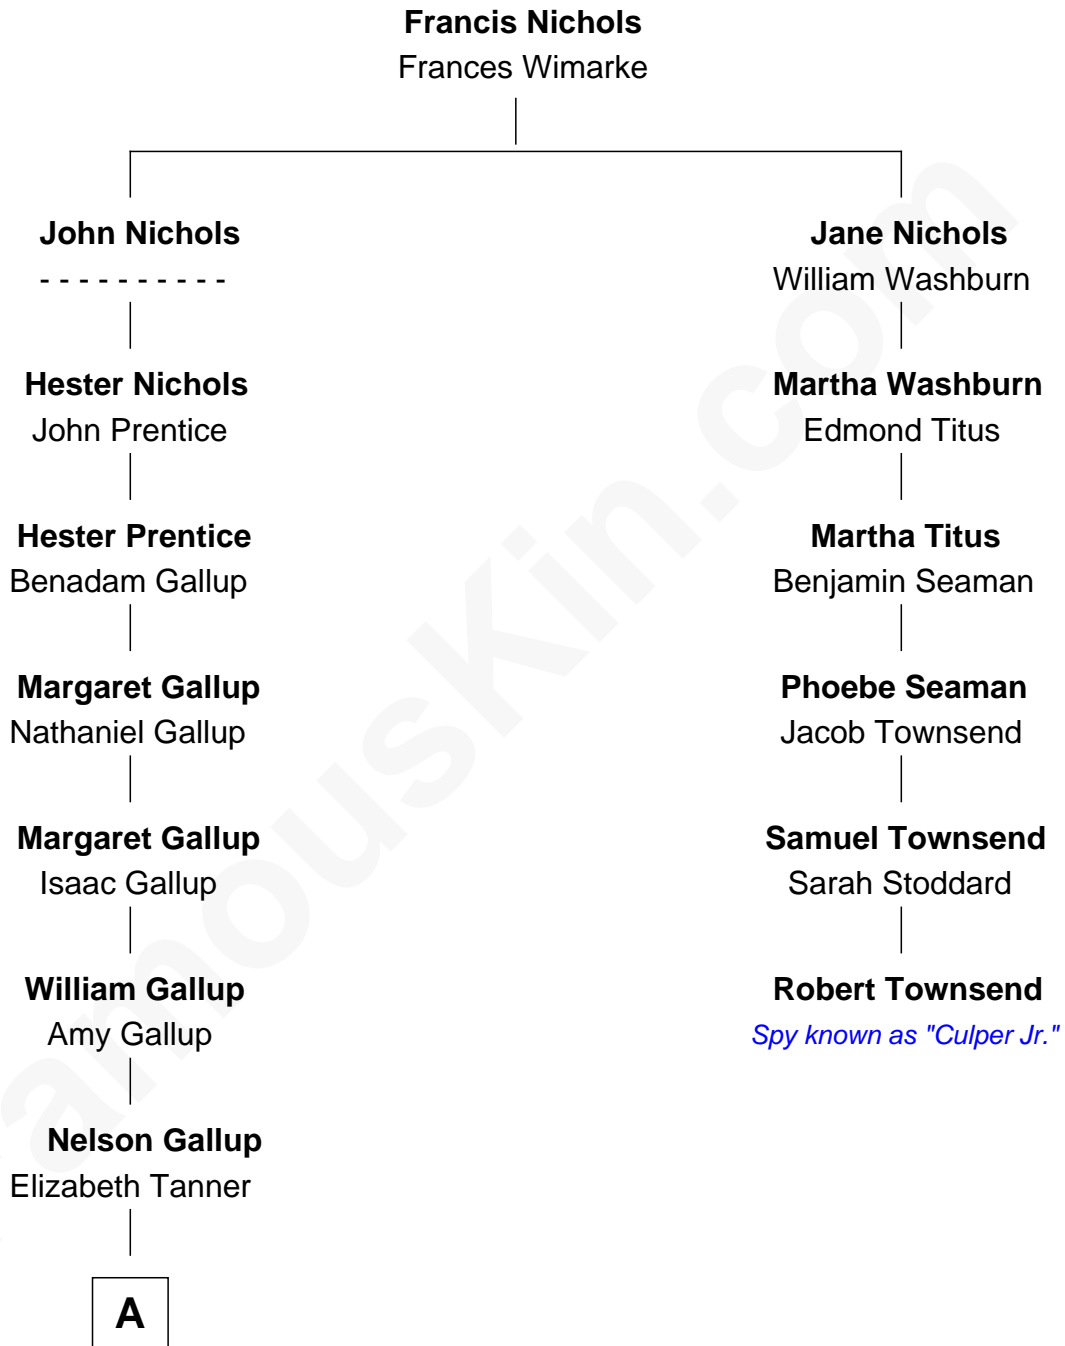 Francis Nichols
Frances Wimarke
John Nichols
- - - - - - - - - -
Hester Nichols
John Prentice
Hester Prentice
Benadam Gallup
Margaret Gallup
Nathaniel Gallup
Margaret Gallup
Isaac Gallup
William Gallup
Amy Gallup
Nelson Gallup
Elizabeth Tanner
A
Jane Nichols
William Washburn
Martha Washburn
Edmond Titus
Martha Titus
Benjamin Seaman
Phoebe Seaman
Jacob Townsend
Samuel Townsend
Sarah Stoddard
Robert Townsend
Spy known as "Culper Jr."
amousKin.com